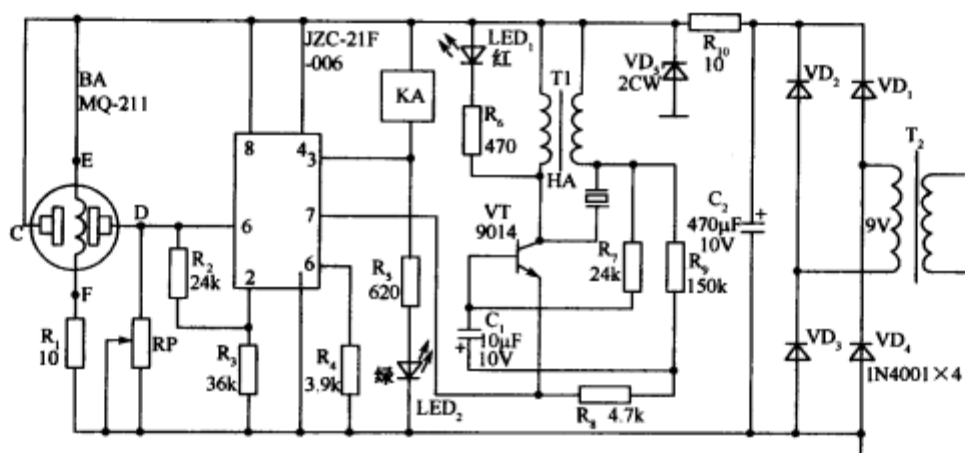 JZC-21F
-006
LED₁
红
R₁₀
10
VD₅
2CW
VD₂
VD₁
BA
MQ-211
KA
T1
R₆
470
T₂
8
4
3
E
HA
C
D
6
7
VT
9014
C₂
470μF
10V
+
9V
R₂
24k
2
6
R₅
620
R₇
24k
R₉
150k
F
C₁
10μF
10V
+
R₁
10
RP
R₃
36k
R₄
3.9k
绿
LED₂
VD₃
VD₄
1N4001×4
R₈
4.7k